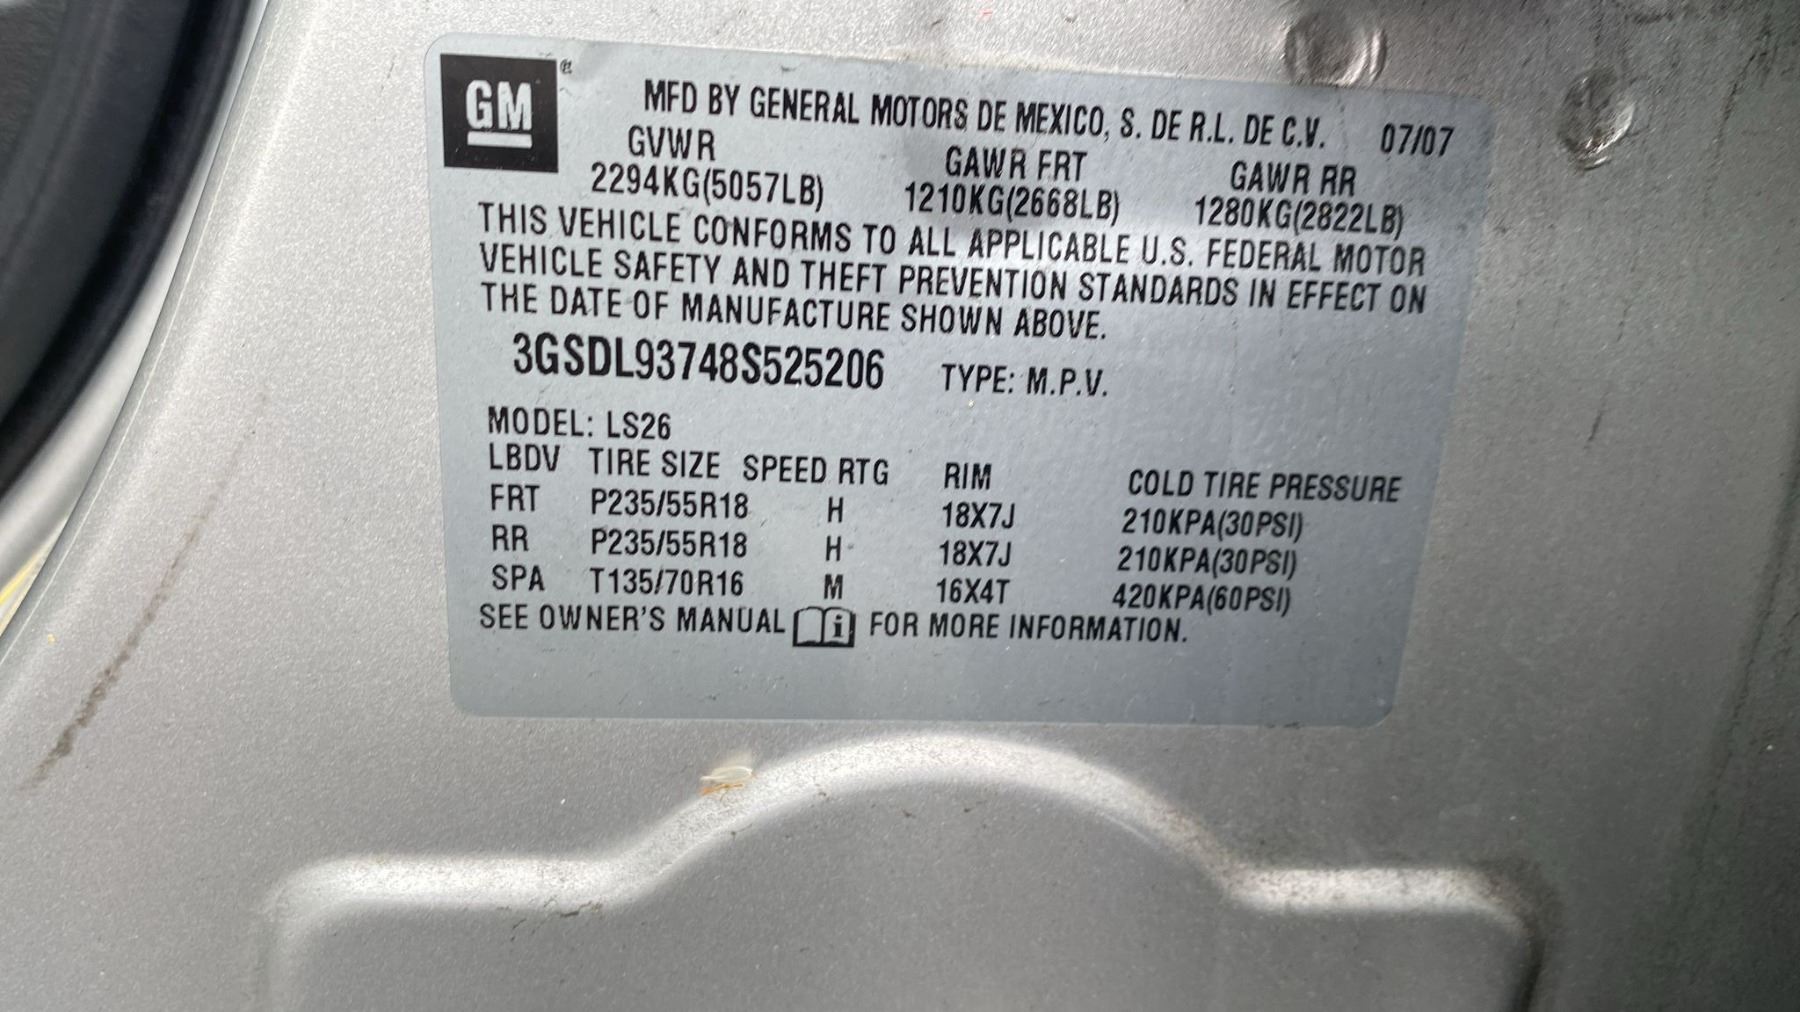 GM ®
MFD BY GENERAL MOTORS DE MEXICO, S. DE R.L. DE C.V. 07/07
GVWR GAWR FRT GAWR RR
2294KG(5057LB) 1210KG(2668LB) 1280KG(2822LB)
THIS VEHICLE CONFORMS TO ALL APPLICABLE U.S. FEDERAL MOTOR
VEHICLE SAFETY AND THEFT PREVENTION STANDARDS IN EFFECT ON
THE DATE OF MANUFACTURE SHOWN ABOVE.
3GSDL93748S525206 TYPE: M.P.V.
MODEL: LS26
LBDV TIRE SIZE SPEED RTG RIM COLD TIRE PRESSURE
FRT P235/55R18 H 18X7J 210KPA(30PSI)
RR P235/55R18 H 18X7J 210KPA(30PSI)
SPA T135/70R16 M 16X4T 420KPA(60PSI)
SEE OWNER'S MANUAL i FOR MORE INFORMATION.